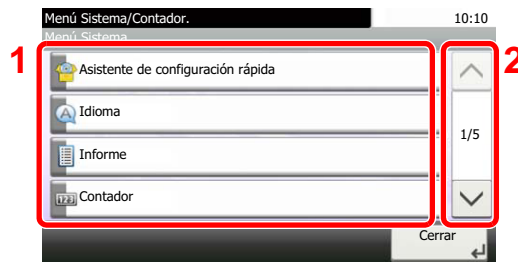 Menú Sistema/Contador.
10:10
Menú Sistema
1
2
Asistente de configuración rápida
Idioma
Informe
123 Contador
1/5
Cerrar